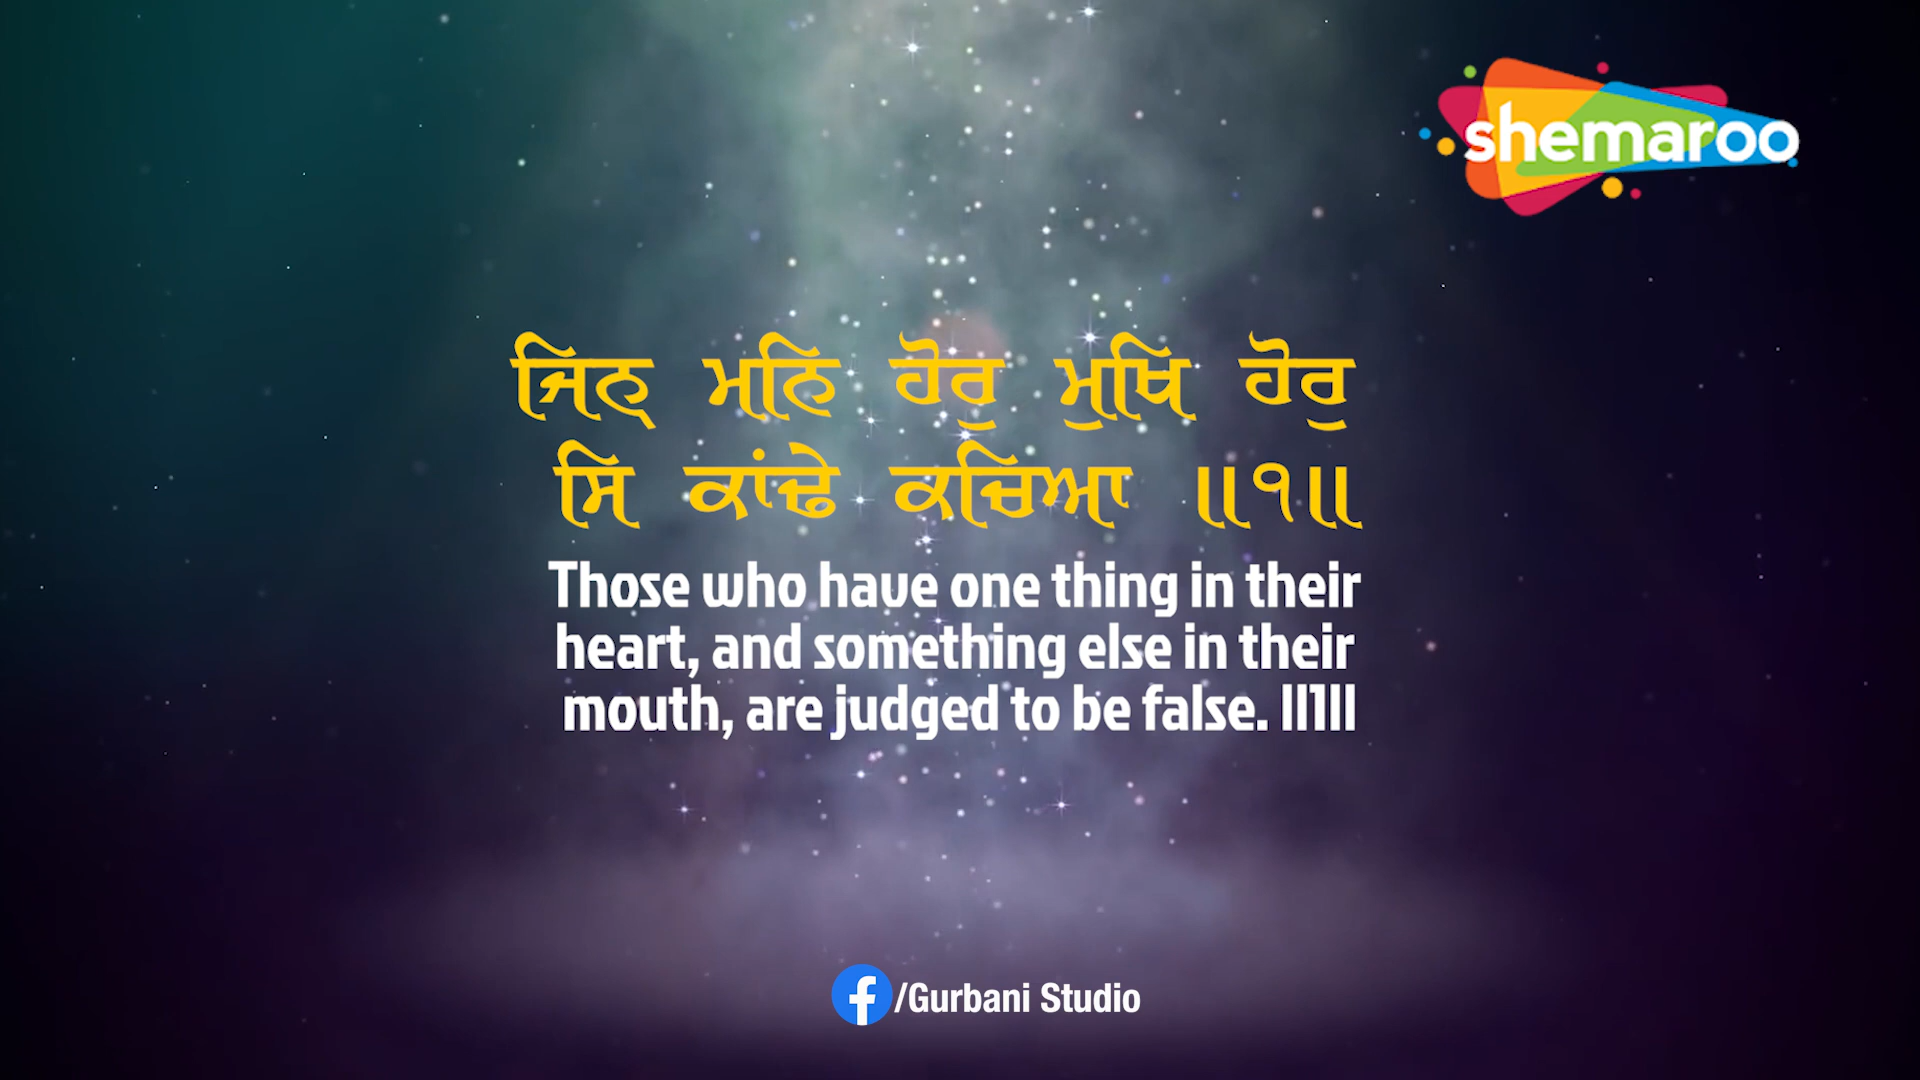 shemaroo
ਜਿਨ੍ ਮਨਿ ਹੋਰੁ ਮੁਖਿ ਹੋਰੁ
ਸਿ ਕਾਂਢੇ ਕਚਿਆ ॥੧॥
Those who have one thing in their
heart, and something else in their
mouth, are judged to be false. ll1ll
/Gurbani Studio